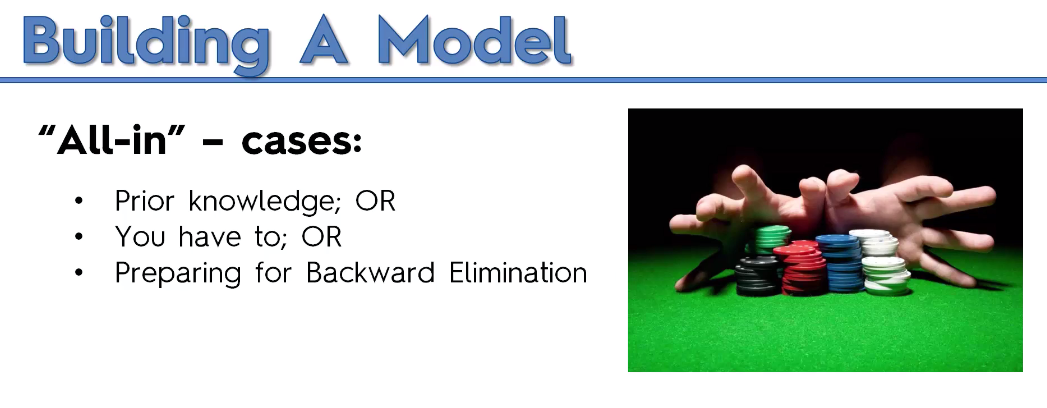 Building A Model
“All-in” – cases:
• Prior knowledge; OR
• You have to; OR
• Preparing for Backward Elimination